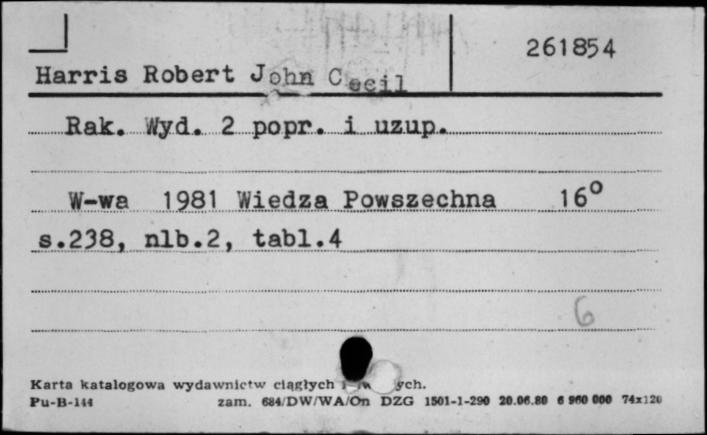 261854
Harris Robert John Cecil
Rak. Wyd. 2 popr. i uzup.
W-wa 1981 Wiedza Powszechna 16°
s.238, nlb.2, tabl.4
6
Karta katalogowa wydawnictw ciągłych i ych.
Pu-B-144 zam. 684/DW/WA/On DZG 1501-1-290 20.06.80 6 960 000 74x120